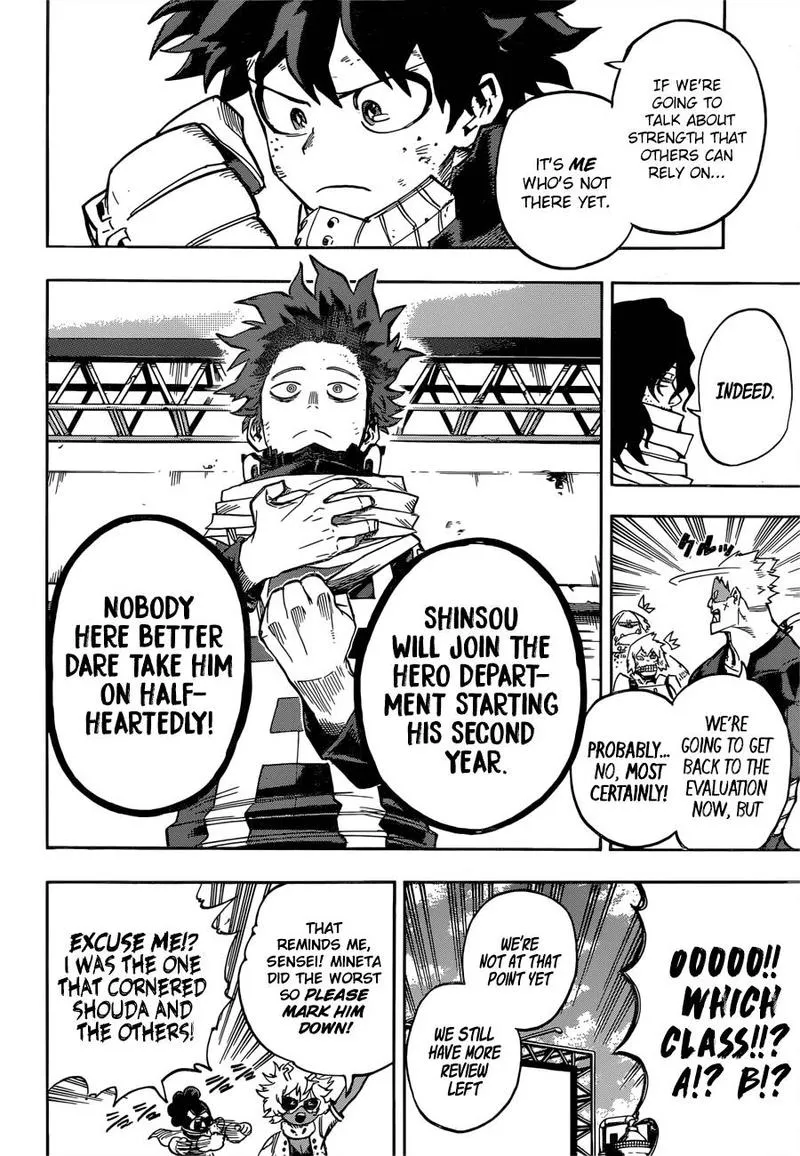 IF WE'RE
GOING TO
TALK ABOUT
STRENGTH THAT
OTHERS CAN
RELY ON...
IT'S ME
WHO'S NOT
THERE YET.
INDEED.
クルッ
WE'RE
GOING TO GET
BACK TO THE
EVALUATION
NOW, BUT
PROBABLY...
NO, MOST
CERTAINLY!
SHINSOU
WILL JOIN THE
HERO DEPART-
MENT STARTING
HIS SECOND
YEAR.
NOBODY
HERE BETTER
DARE TAKE HIM
ON HALF-
HEARTEDLY!
OOOOO!!
WHICH
CLASS!!?
A!? B!?
WE'RE
NOT AT THAT
POINT YET
WE STILL
HAVE MORE
REVIEW
LEFT
THAT
REMINDS ME,
SENSEI! MINETA
DID THE WORST
SO PLEASE
MARK HIM
DOWN!
EXCUSE ME!?
I WAS THE ONE
THAT CORNERED
SHOUDA AND
THE OTHERS!